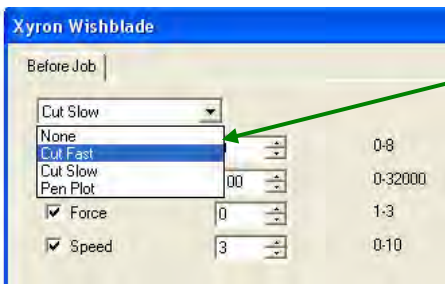 Xyron Wishblade
Before Job
Cut Slow
None
Cut Fast 0-8
Cut Slow 00 0-32000
Pen Plot
Force 0 1-3
Speed 3 0-10